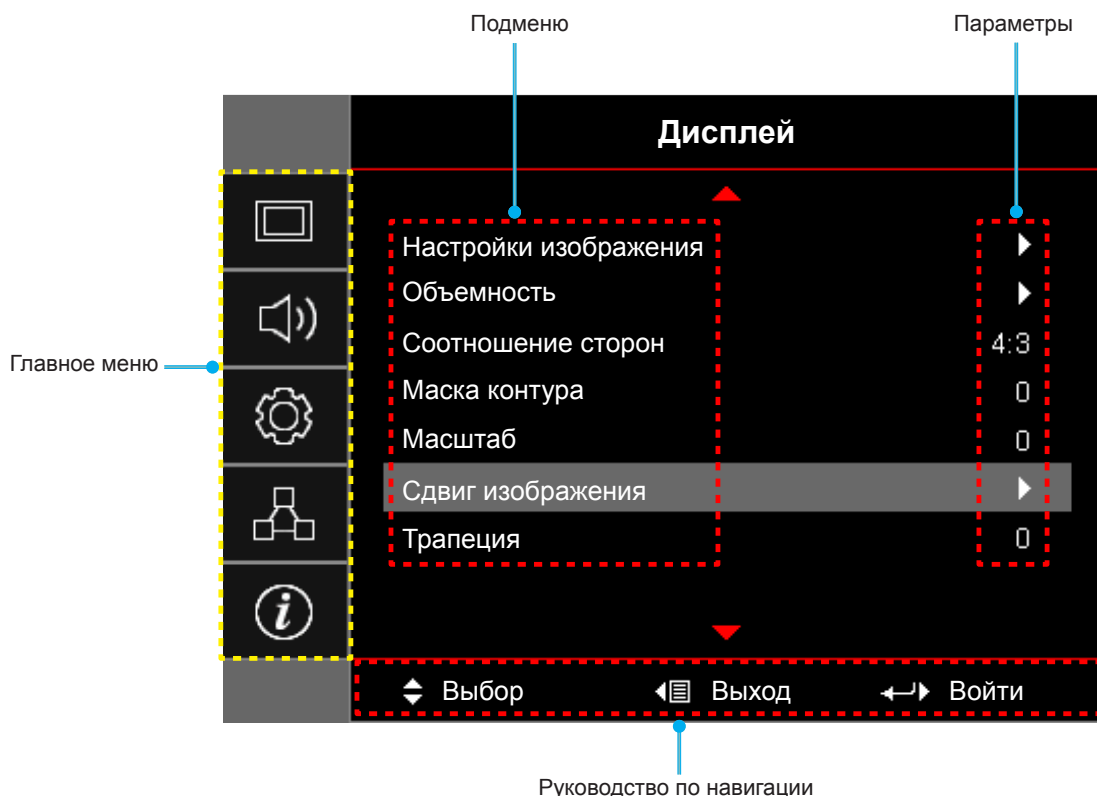 Подменю
Параметры
Дисплей
Настройки изображения
Объемность
Соотношение сторон 4:3
Маска контура 0
Масштаб 0
Сдвиг изображения
Трапеция 0
Главное меню
i
Выбор Выход Войти
Руководство по навигации